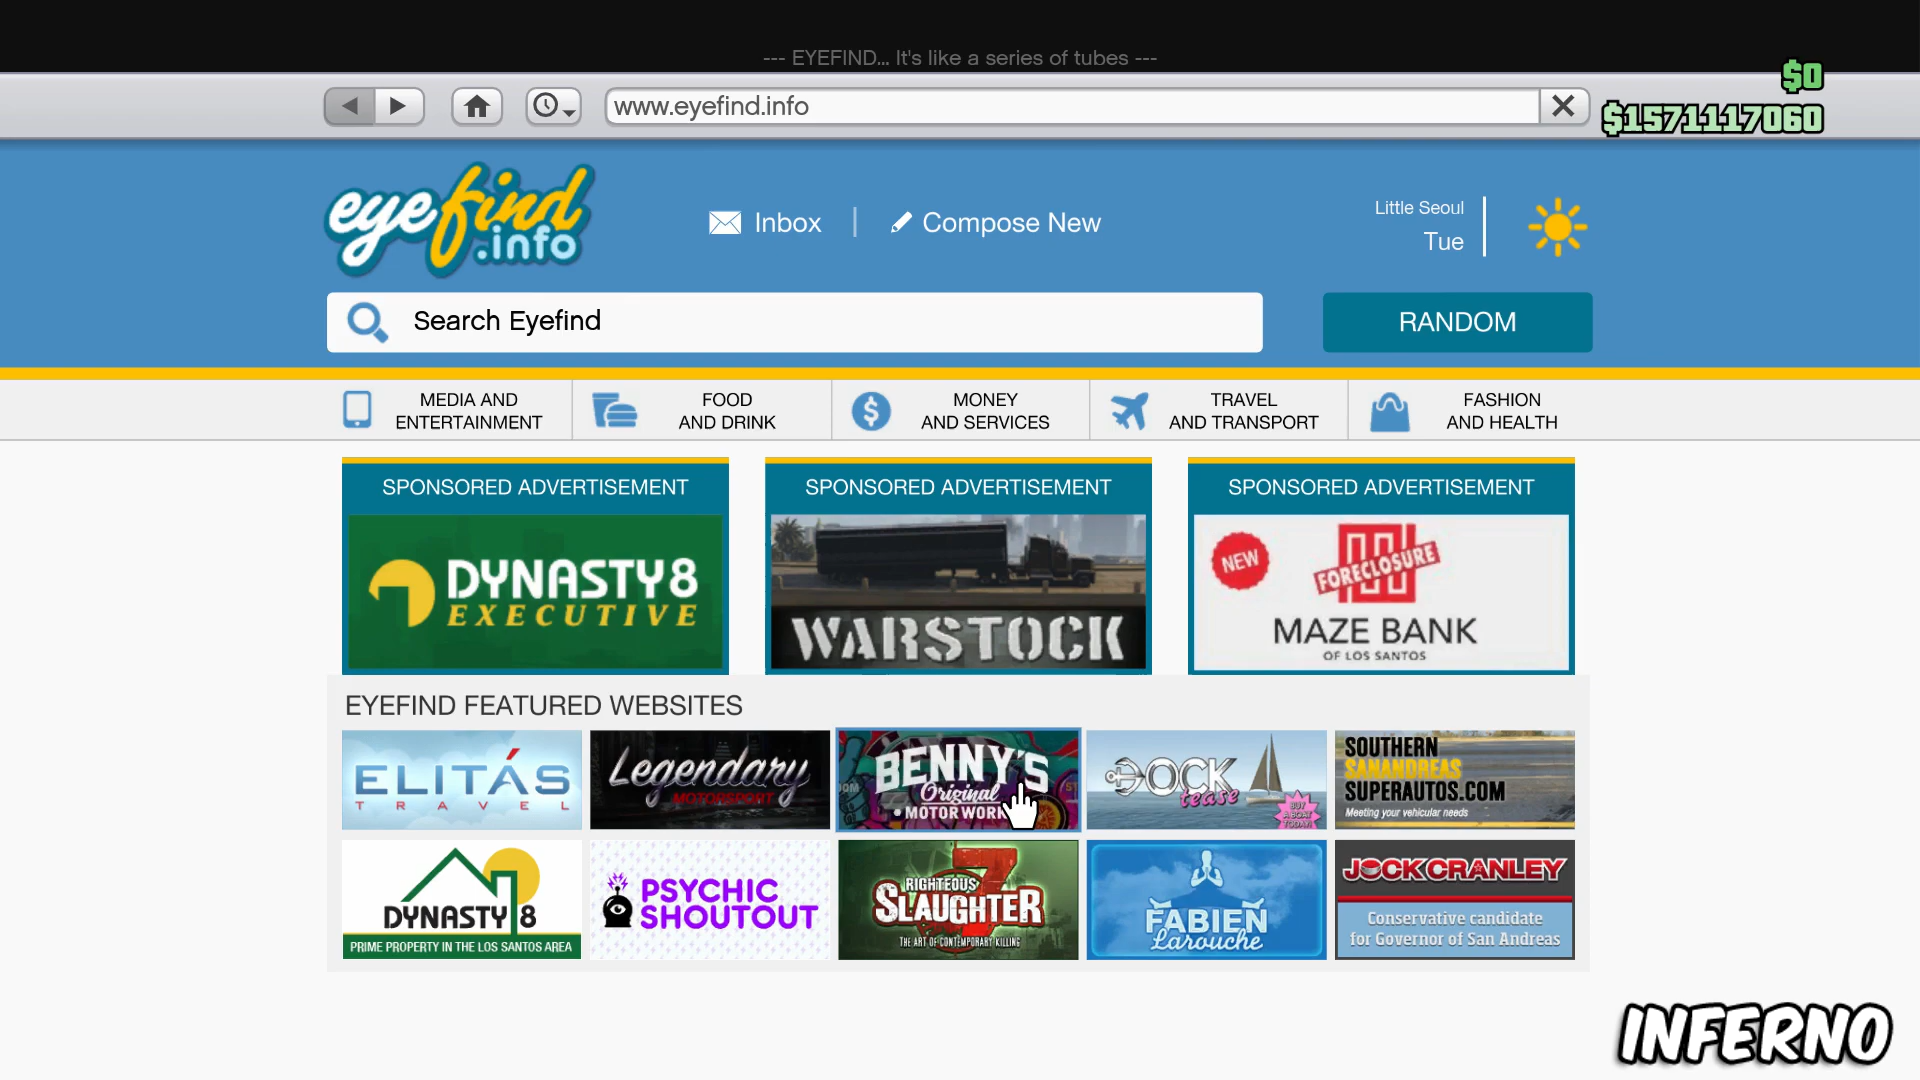 --- EYEFIND... It's like a series of tubes ---
$0
www.eyefind.info
$1571117060
eyefind
.info
Inbox
Compose New
Little Seoul
Tue
Search Eyefind
RANDOM
MEDIA AND
ENTERTAINMENT
FOOD
AND DRINK
MONEY
AND SERVICES
TRAVEL
AND TRANSPORT
FASHION
AND HEALTH
SPONSORED ADVERTISEMENT
DYNASTY8
EXECUTIVE
SPONSORED ADVERTISEMENT
WARSTOCK
SPONSORED ADVERTISEMENT
NEW
FORECLOSURE
MAZE BANK
OF LOS SANTOS
EYEFIND FEATURED WEBSITES
ELITÁS
TRAVEL
Legendary
MOTORSPORT
BENNY'S
Original
MOTOR WORK
DOCK
tease
BUY
A BOAT
TODAY!
SOUTHERN
SANANDREAS
SUPERAUTOS.COM
Meeting your vehicular needs
DYNASTY 8
PRIME PROPERTY IN THE LOS SANTOS AREA
PSYCHIC
SHOUTOUT
RIGHTEOUS
SLAUGHTER
7
THE ART OF CONTEMPORARY KILLING
FABIEN
Larouche
JOCK CRANLEY
Conservative candidate
for Governor of San Andreas
INFERNO